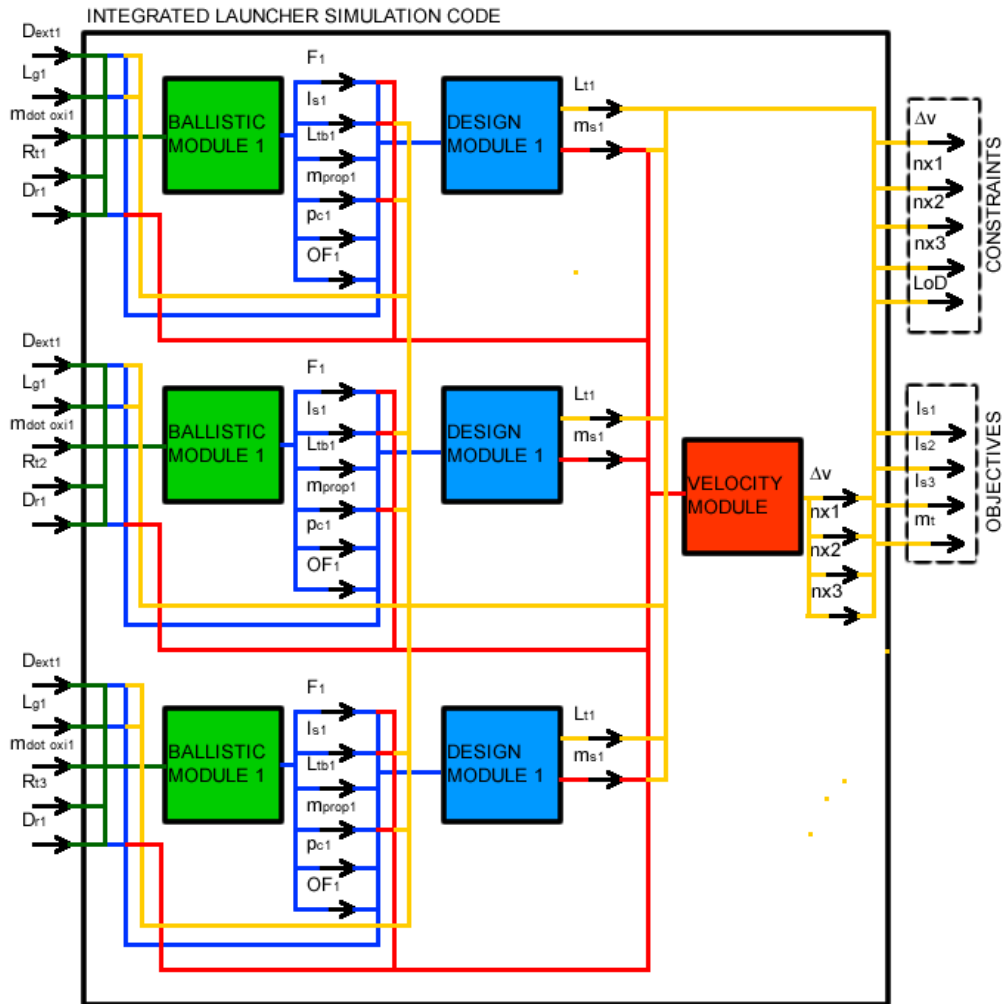 INTEGRATED LAUNCHER SIMULATION CODE
Dext1
Lg1
mdot oxi1
Rt1
Dr1
BALLISTIC
MODULE 1
F1
Is1
Ltb1
mprop1
pc1
OF1
DESIGN
MODULE 1
Lt1
ms1
Dext1
Lg1
mdot oxi1
Rt2
Dr1
BALLISTIC
MODULE 1
F1
Is1
Ltb1
mprop1
pc1
OF1
DESIGN
MODULE 1
Lt1
ms1
Dext1
Lg1
mdot oxi1
Rt3
Dr1
BALLISTIC
MODULE 1
F1
Is1
Ltb1
mprop1
pc1
OF1
DESIGN
MODULE 1
Lt1
ms1
VELOCITY
MODULE
Δv
nx1
nx2
nx3
Δv
nx1
nx2
nx3
LoD
CONSTRAINTS
Is1
Is2
Is3
mt
OBJECTIVES